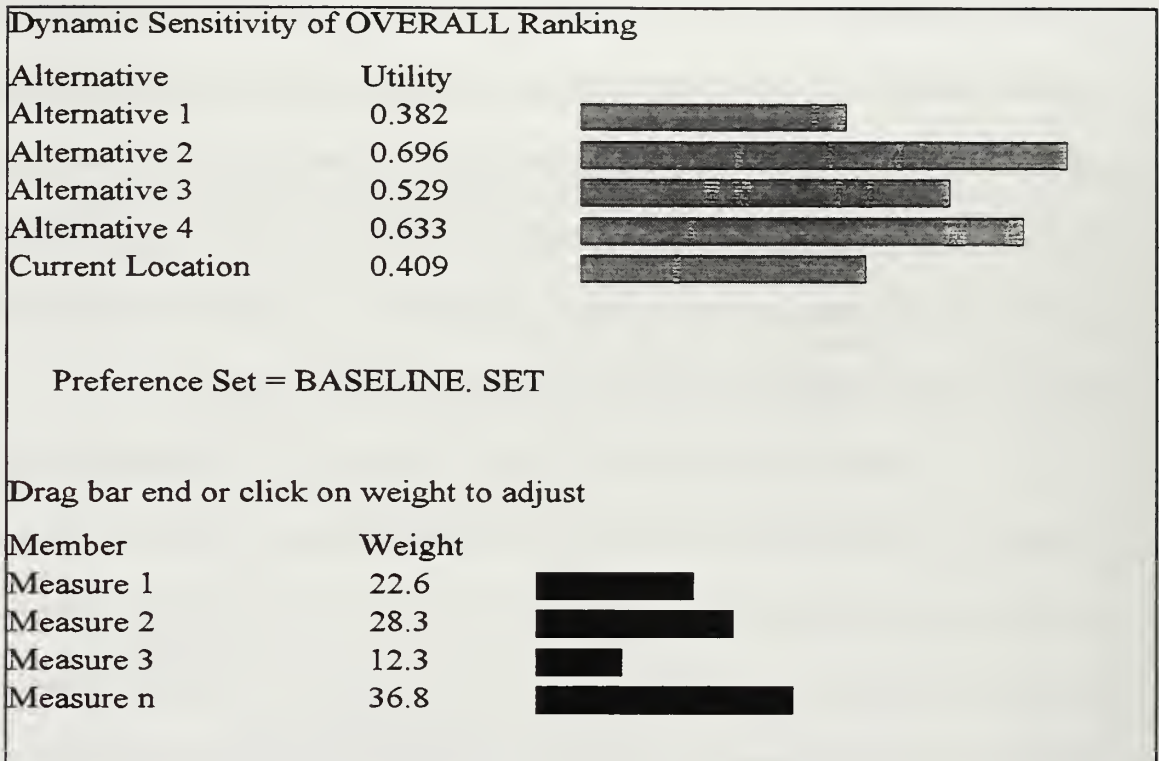 Dynamic Sensitivity of OVERALL Ranking
Alternative Utility
Alternative 1 0.382
Alternative 2 0.696
Alternative 3 0.529
Alternative 4 0.633
Current Location 0.409
Preference Set = BASELINE. SET
Drag bar end or click on weight to adjust
Member Weight
Measure 1 22.6
Measure 2 28.3
Measure 3 12.3
Measure n 36.8